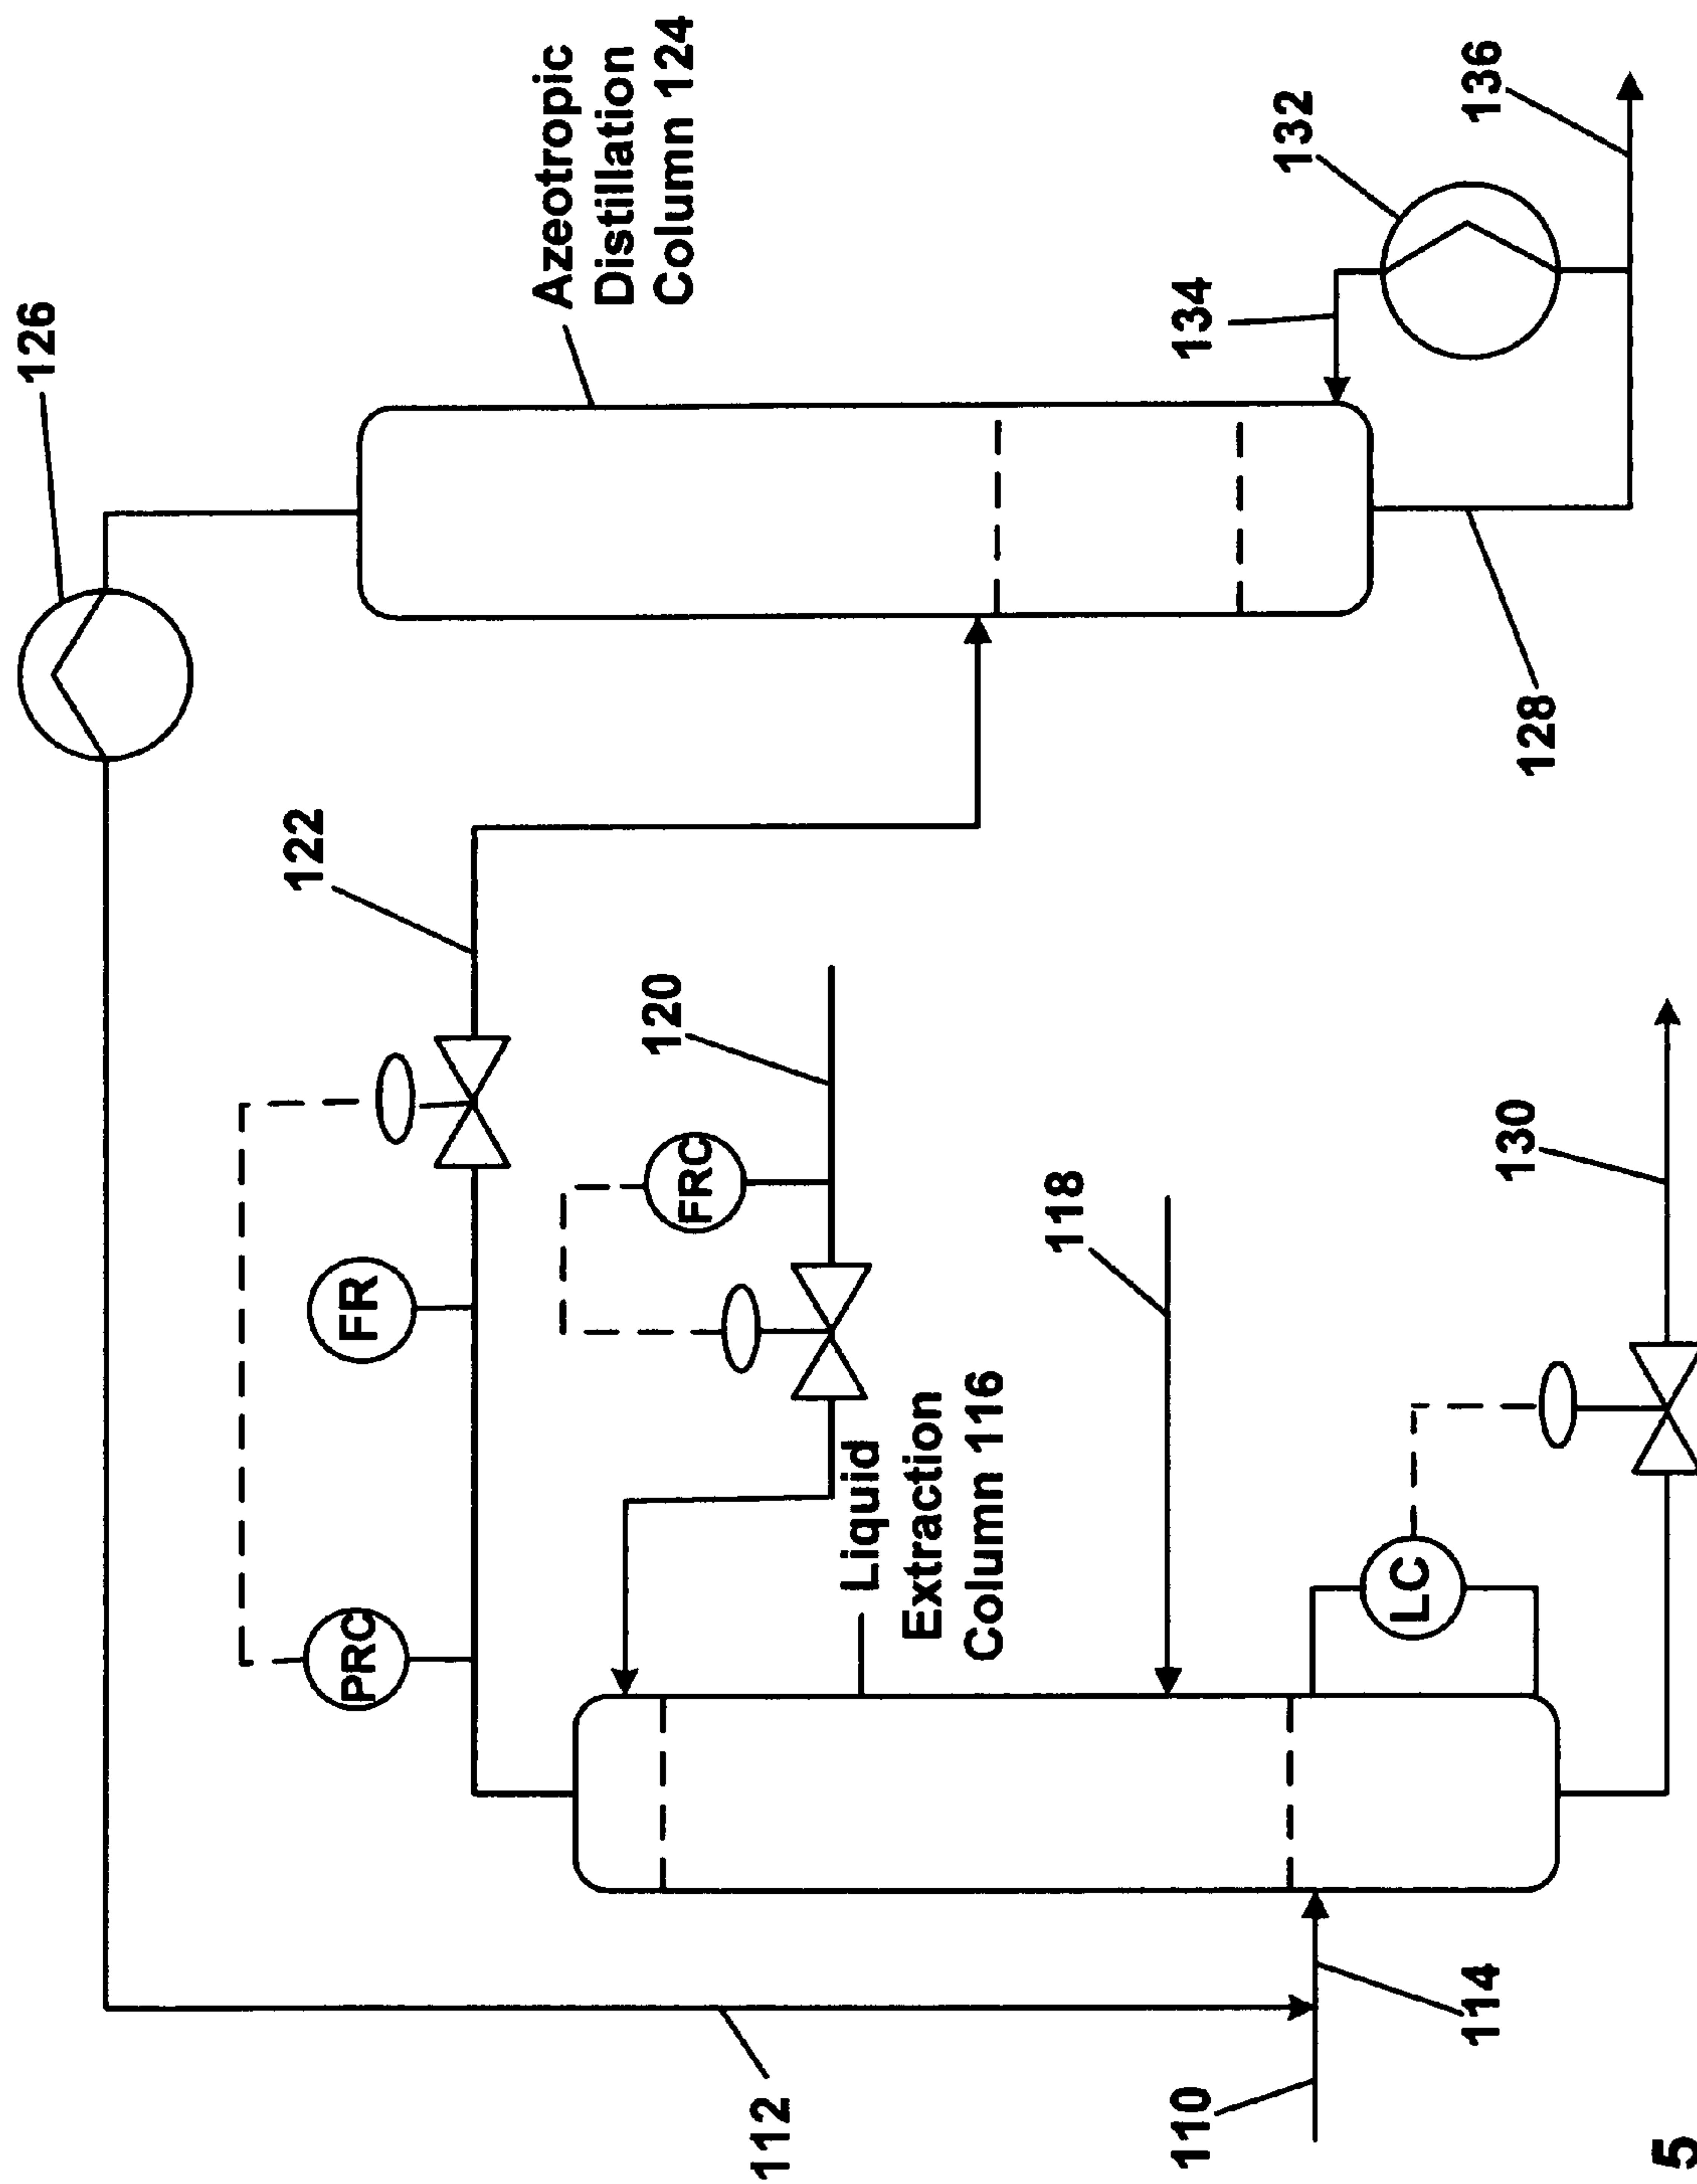 126
Azeotropic
Distillation
Column 124
122
PRC
FR
120
FRC
132
134
136
Liquid
Extraction
Column 116
118
112
128
LC
130
110
114
5